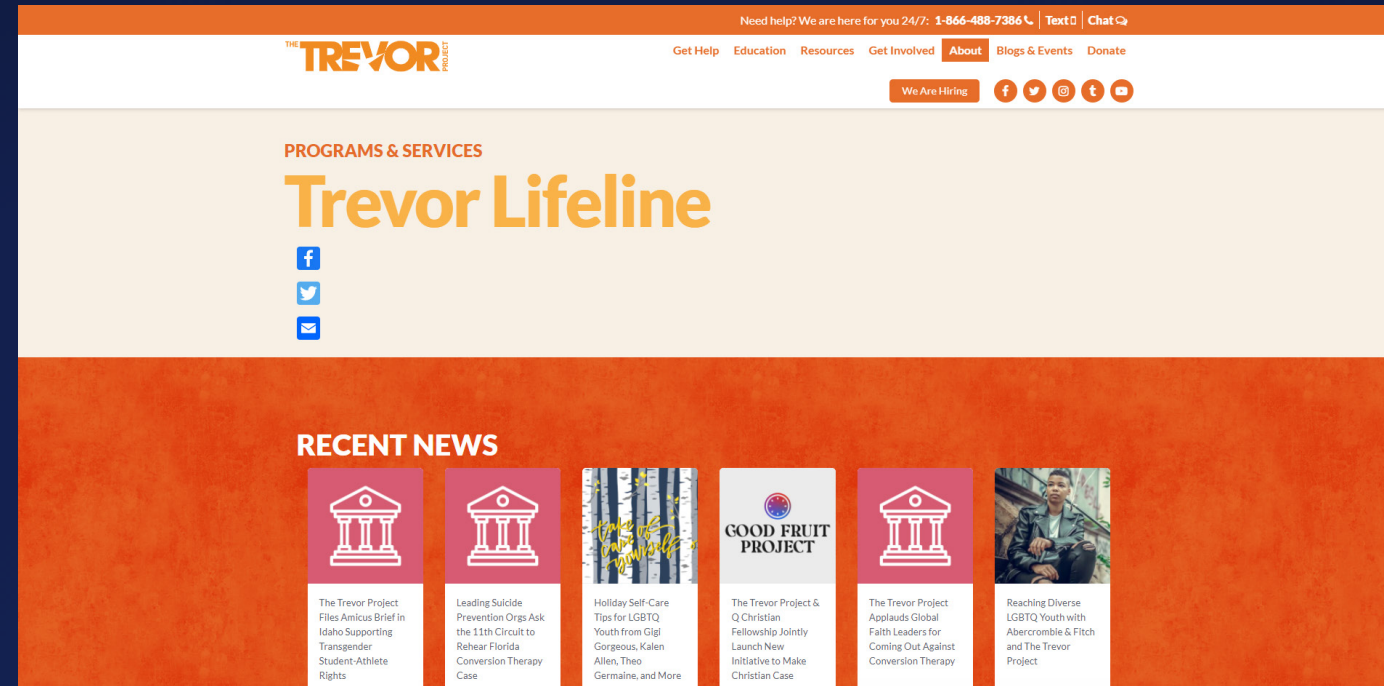 Need help? We are here for you 24/7: 1-866-488-7386 Text Chat
THE TREVOR PROJECT
Get Help Education Resources Get Involved About Blogs & Events Donate
We Are Hiring
PROGRAMS & SERVICES
Trevor Lifeline
RECENT NEWS
take care of yourself
GOOD FRUIT
PROJECT
The Trevor Project
Files Amicus Brief in
Idaho Supporting
Transgender
Student-Athlete
Rights
Leading Suicide
Prevention Orgs Ask
the 11th Circuit to
Rehear Florida
Conversion Therapy
Case
Holiday Self-Care
Tips for LGBTQ
Youth from Gigi
Gorgeous, Kalen
Allen, Theo
Germaine, and More
The Trevor Project &
Q Christian
Fellowship Jointly
Launch New
Initiative to Make
Christian Case
The Trevor Project
Applauds Global
Faith Leaders for
Coming Out Against
Conversion Therapy
Reaching Diverse
LGBTQ Youth with
Abercrombie & Fitch
and The Trevor
Project